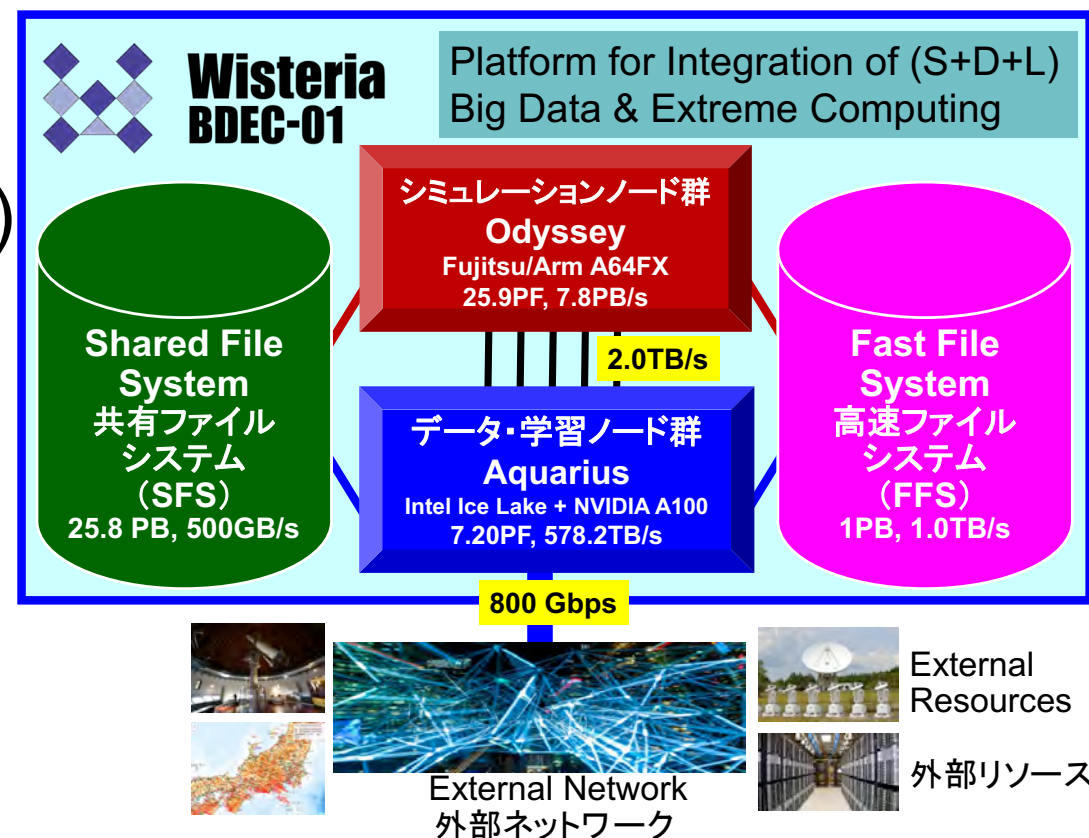 Wisteria
BDEC-01
Platform for Integration of (S+D+L)
Big Data & Extreme Computing
シミュレーションノード群
Odyssey
Fujitsu/Arm A64FX
25.9PF, 7.8PB/s
2.0TB/s
Shared File
System
共有ファイル
システム
（SFS）
25.8 PB, 500GB/s
データ・学習ノード群
Aquarius
Intel Ice Lake + NVIDIA A100
7.20PF, 578.2TB/s
Fast File
System
高速ファイル
システム
（FFS）
1PB, 1.0TB/s
800 Gbps
External Network
外部ネットワーク
External
Resources
外部リソース